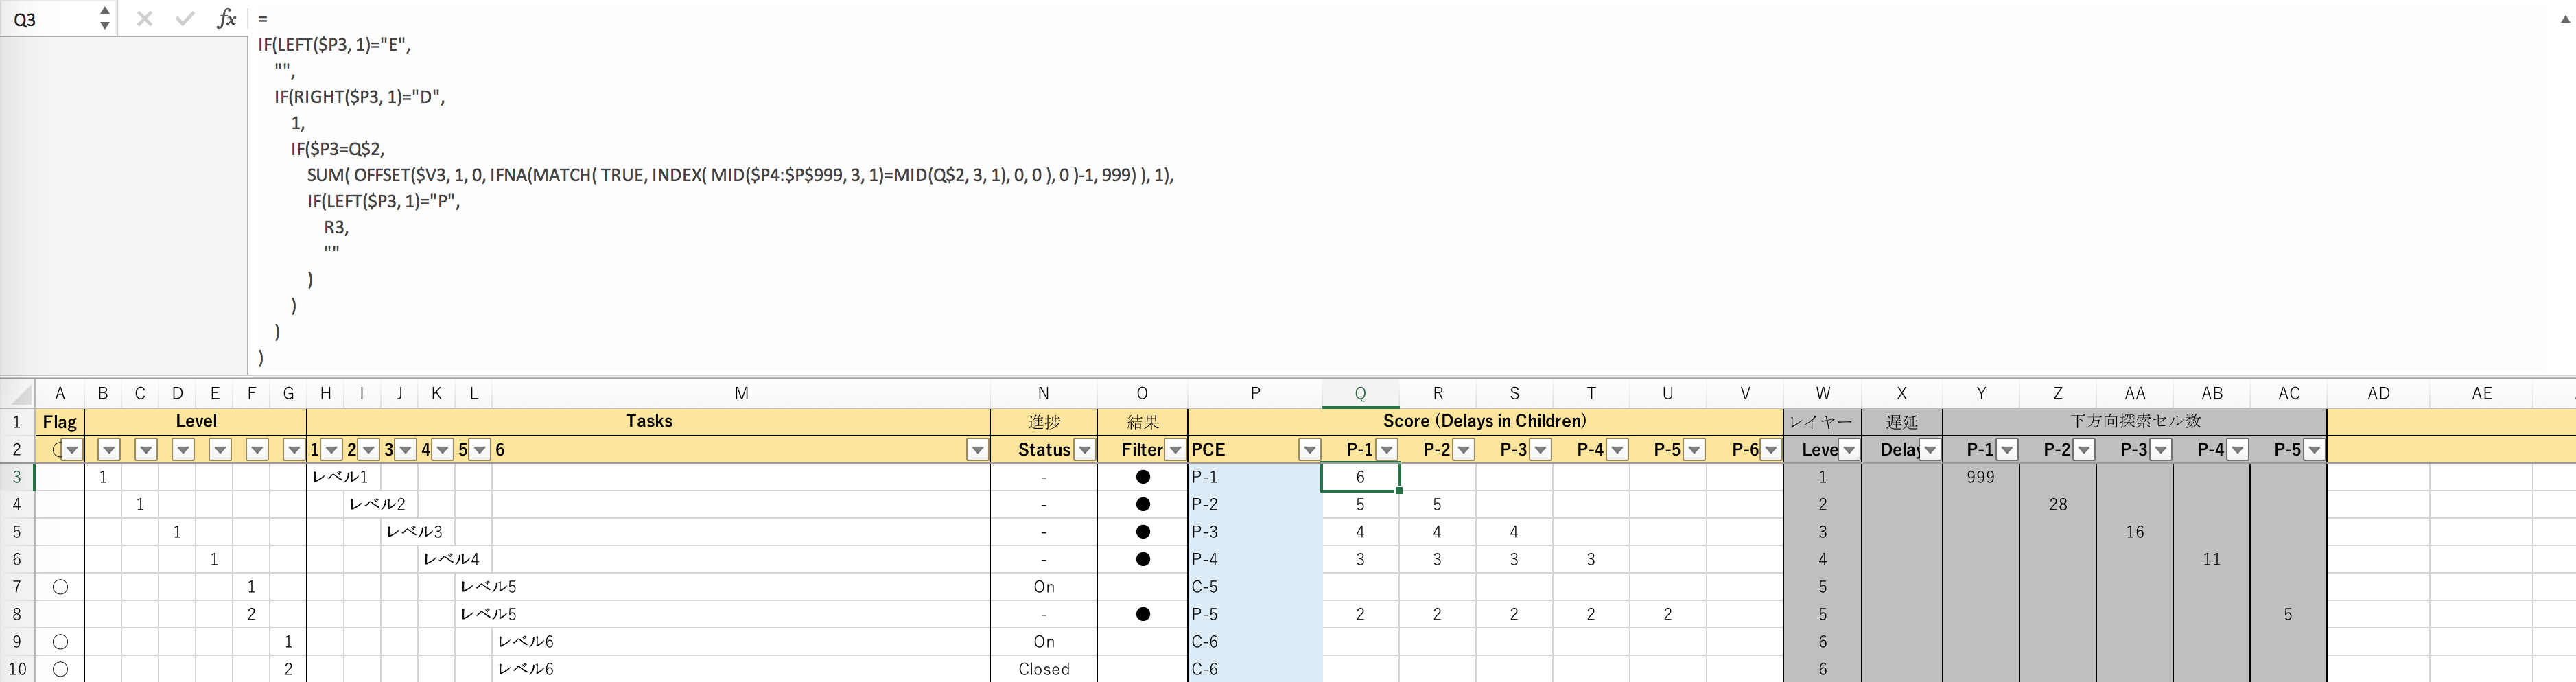 Q3 fx =
IF(LEFT($P3, 1)="E",
"",
IF(RIGHT($P3, 1)="D",
1,
IF($P3=Q$2,
SUM( OFFSET($V3, 1, 0, IFNA(MATCH( TRUE, INDEX( MID($P4:$P$999, 3, 1)=MID(Q$2, 3, 1), 0, 0 ), 0 )-1, 999) ), 1),
IF(LEFT($P3, 1)="P",
R3,
""
)
)
)
)
A B C D E F G H I J K L M N O P Q R S T U V W X Y Z AA AB AC AD AE
1 Flag Level Tasks 進捗 結果 Score (Delays in Children) レイヤー 遅延 下方向探索セル数
2 1 2 3 4 5 6 Status Filter PCE P-1 P-2 P-3 P-4 P-5 P-6 Leve Delay P-1 P-2 P-3 P-4 P-5
3 1 レベル1 - ● P-1 6 1 999
4 1 レベル2 - ● P-2 5 5 2 28
5 1 レベル3 - ● P-3 4 4 4 3 16
6 1 レベル4 - ● P-4 3 3 3 3 4 11
7 ○ 1 レベル5 On C-5 5
8 2 レベル5 - ● P-5 2 2 2 2 2 5 5
9 ○ 1 レベル6 On C-6 6
10 ○ 2 レベル6 Closed C-6 6